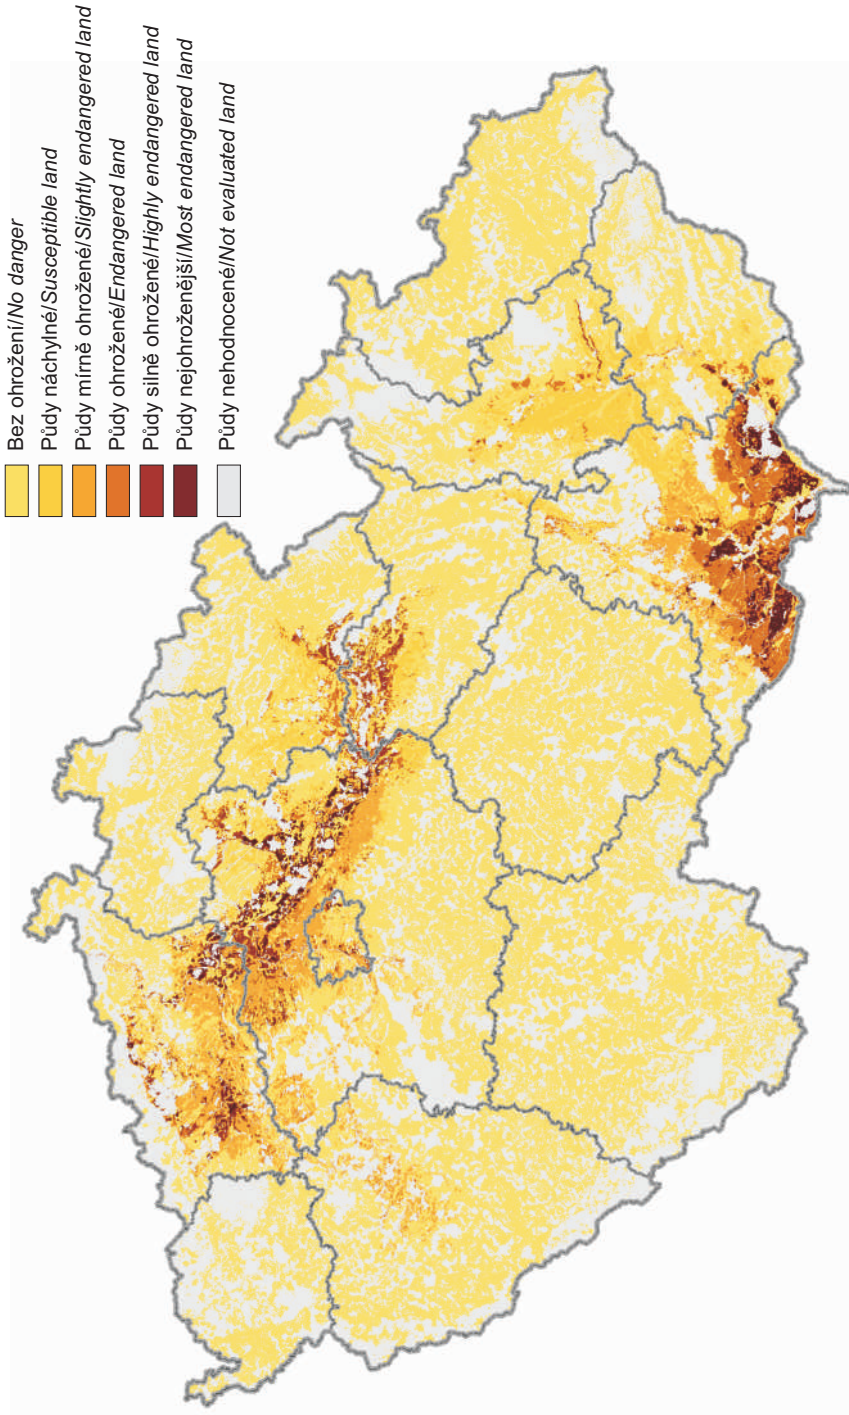 Bez ohrožení/No danger
Půdy náchylné/Susceptible land
Půdy mírně ohrožené/Slightly endangered land
Půdy ohrožené/Endangered land
Půdy silně ohrožené/Highly endangered land
Půdy nejohroženější/Most endangered land
Půdy nehodnocené/Not evaluated land